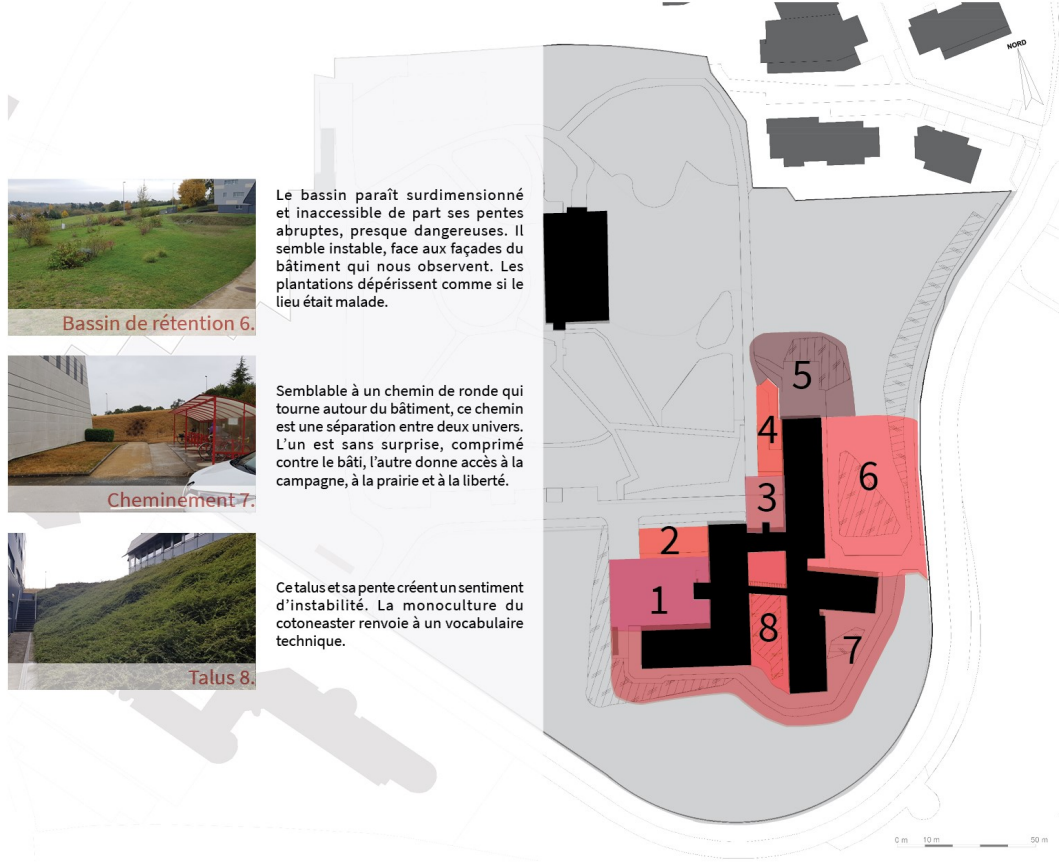 NORD
Le bassin paraît surdimensionné
et inaccessible de part ses pentes
abruptes, presque dangereuses. Il
semble instable, face aux façades du
bâtiment qui nous observent. Les
plantations dépérissent comme si le
lieu était malade.
Bassin de rétention 6.
Semblable à un chemin de ronde qui
tourne autour du bâtiment, ce chemin
est une séparation entre deux univers.
L'un est sans surprise, comprimé
contre le bâti, l'autre donne accès à la
campagne, à la prairie et à la liberté.
Cheminement 7.
Ce talus et sa pente créent un sentiment
d'instabilité. La monoculture du
cotoneaster renvoie à un vocabulaire
technique.
Talus 8.
5
4
6
3
2
1
8
7
0 m 10 m 50 m